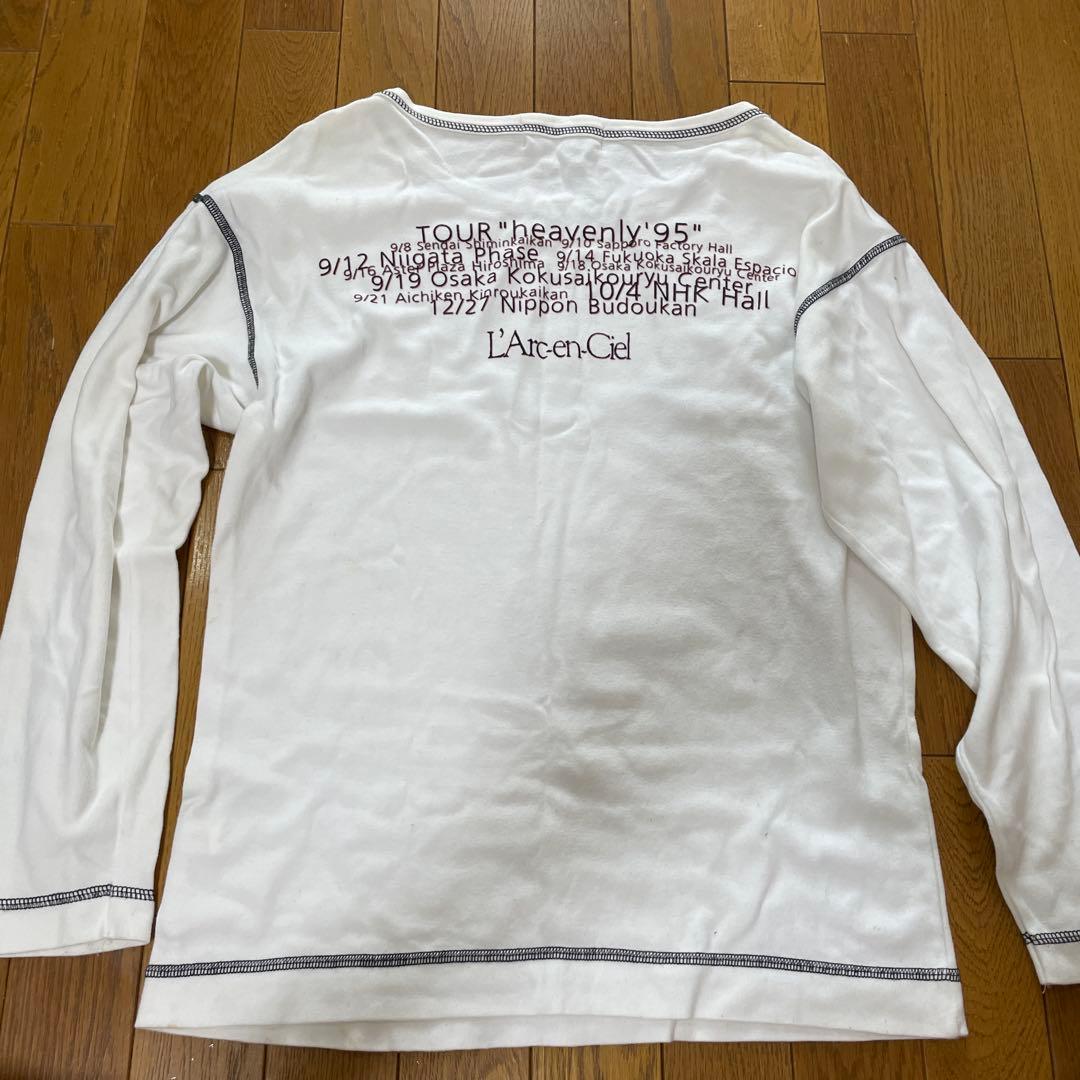 TOUR "heavenly'95"
9/8 Sendai Shiminkaikan 9/10 Sapporo Factory Hall
9/12 Niigata Phase 9/14 Fukuoka Skala Espacio
9/16 Aster Plaza Hiroshima 9/18 Osaka Kokusaikouryu Center
9/19 Osaka Kokusaikouryu Center
9/21 Aichiken Kinroukaikan 10/4 NHK Hall
12/27 Nippon Budoukan
L'Arc-en-Ciel